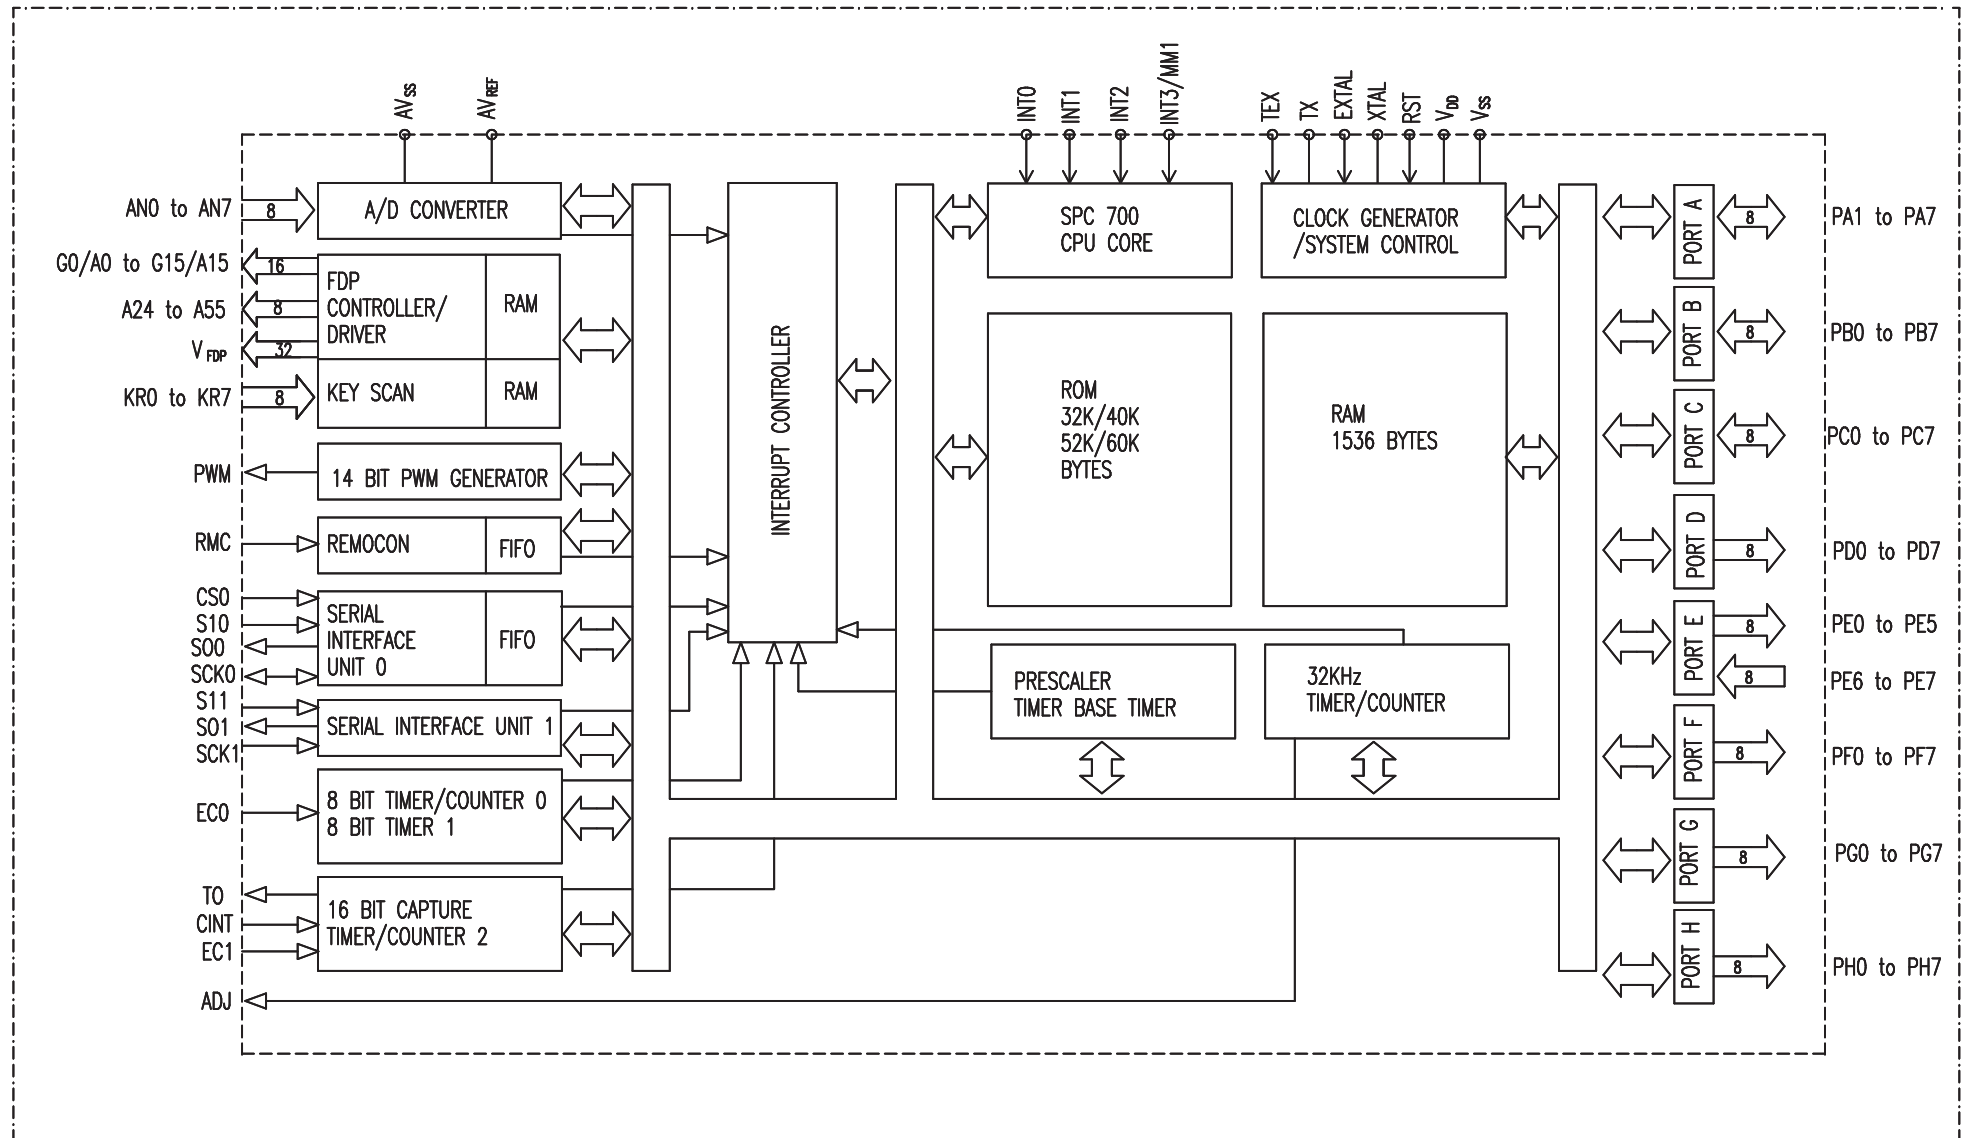 AVSS
AVREF
INT0
INT1
INT2
INT3/MM1
TEX
TX
EXTAL
XTAL
RST
VDD
VSS
AN0 to AN7
8
A/D CONVERTER
G0/A0 to G15/A15
16
A24 to A55
8
VFDP
32
FDP
CONTROLLER/
DRIVER
RAM
KR0 to KR7
8
KEY SCAN
RAM
PWM
14 BIT PWM GENERATOR
RMC
REMOCON
FIFO
CS0
S10
SO0
SCK0
SERIAL
INTERFACE
UNIT 0
FIFO
S11
SO1
SCK1
SERIAL INTERFACE UNIT 1
EC0
8 BIT TIMER/COUNTER 0
8 BIT TIMER 1
TO
CINT
EC1
16 BIT CAPTURE
TIMER/COUNTER 2
ADJ
INTERRUPT CONTROLLER
SPC 700
CPU CORE
CLOCK GENERATOR
/SYSTEM CONTROL
ROM
32K/40K
52K/60K
BYTES
RAM
1536 BYTES
PRESCALER
TIMER BASE TIMER
32KHz
TIMER/COUNTER
PORT A
8
PA1 to PA7
PORT B
8
PB0 to PB7
PORT C
8
PC0 to PC7
PORT D
8
PD0 to PD7
PORT E
8
PE0 to PE5
8
PE6 to PE7
PORT F
8
PF0 to PF7
PORT G
8
PG0 to PG7
PORT H
8
PH0 to PH7